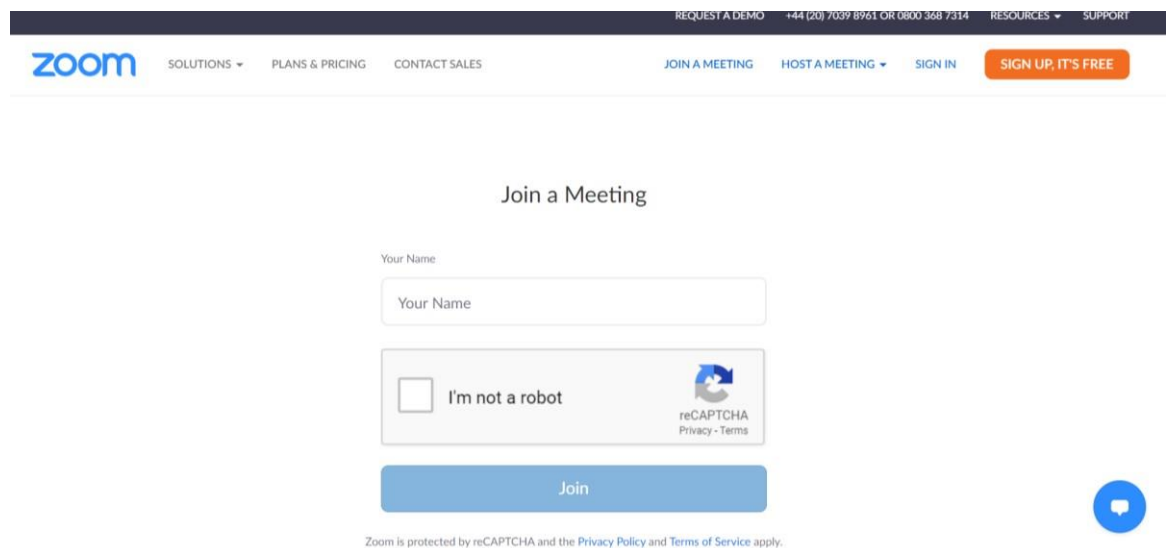 REQUEST A DEMO +44 (20) 7039 8961 OR 0800 368 7314 RESOURCES SUPPORT
zoom SOLUTIONS PLANS & PRICING CONTACT SALES JOIN A MEETING HOST A MEETING SIGN IN SIGN UP, IT'S FREE
Join a Meeting
Your Name
Your Name
I'm not a robot
reCAPTCHA
Privacy - Terms
Join
Zoom is protected by reCAPTCHA and the Privacy Policy and Terms of Service apply.